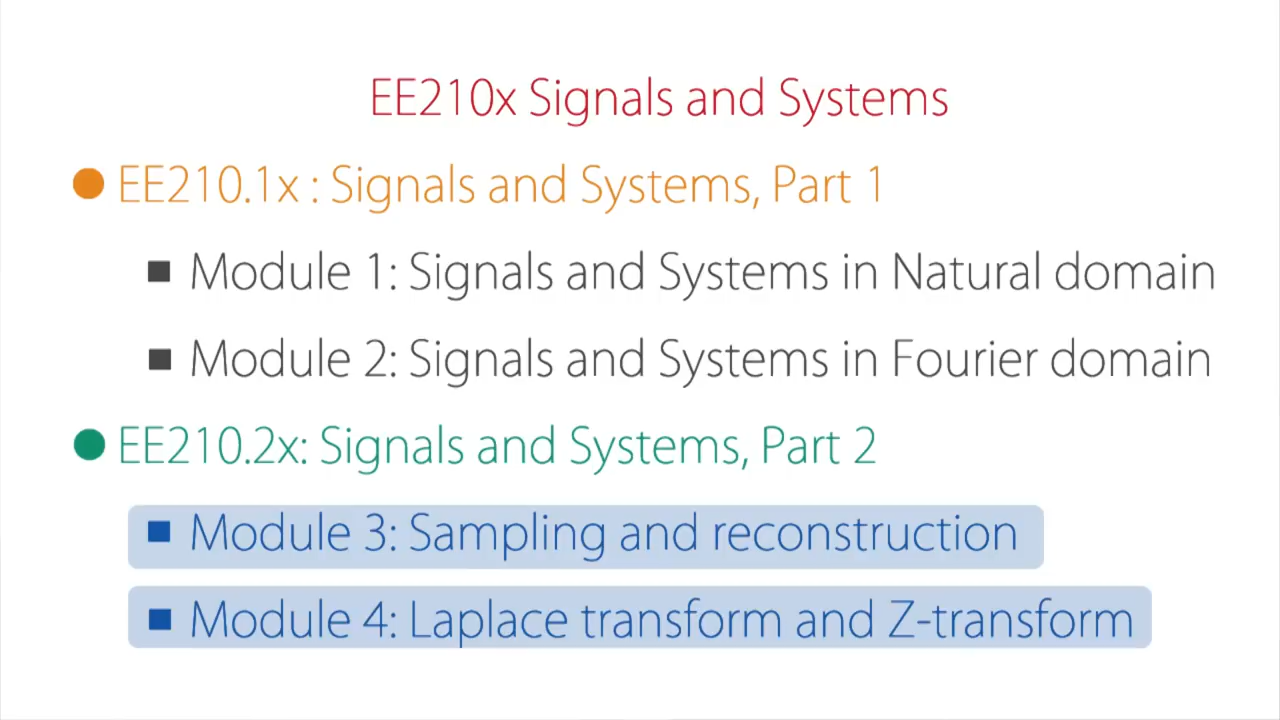 EE210x Signals and Systems
EE210.1x : Signals and Systems, Part 1
Module 1: Signals and Systems in Natural domain
Module 2: Signals and Systems in Fourier domain
EE210.2x: Signals and Systems, Part 2
Module 3: Sampling and reconstruction
Module 4: Laplace transform and Z-transform